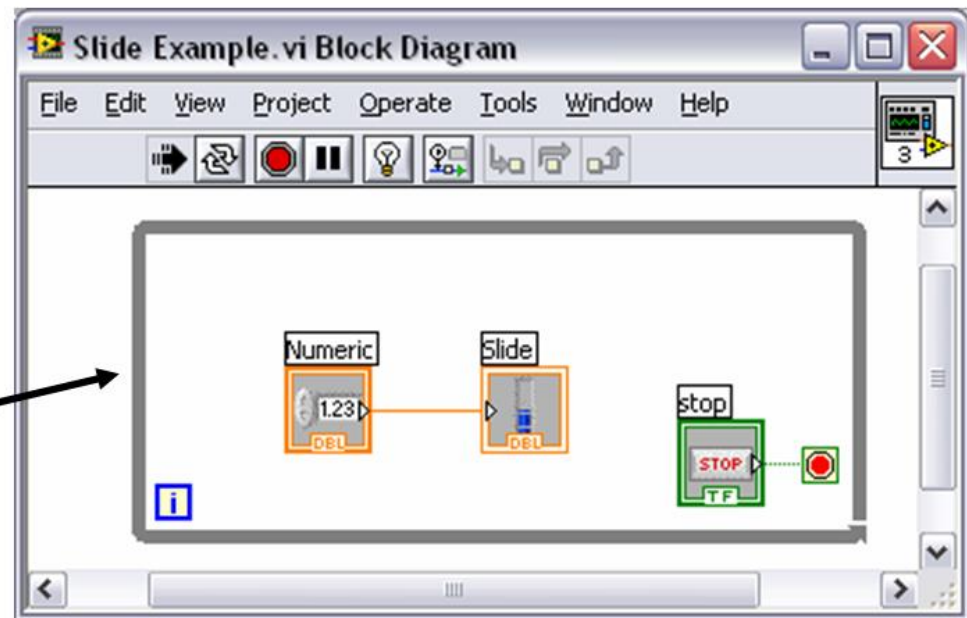 Slide Example.vi Block Diagram
File Edit View Project Operate Tools Window Help
3
Numeric
1.23
DBL
Slide
DBL
stop
STOP
TF
i